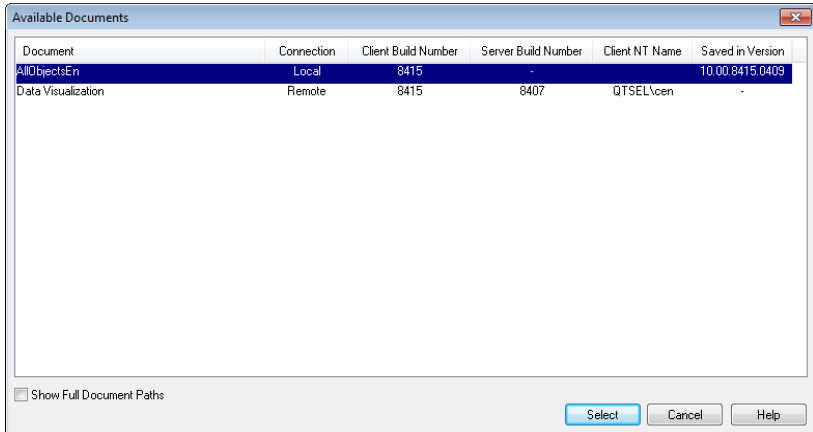 Available Documents
Document Connection Client Build Number Server Build Number Client NT Name Saved in Version
AllObjectsEn Local 8415 - 10.00.8415.0409
Data Visualization Remote 8415 8407 QTSEL\cen -
Show Full Document Paths
Select Cancel Help